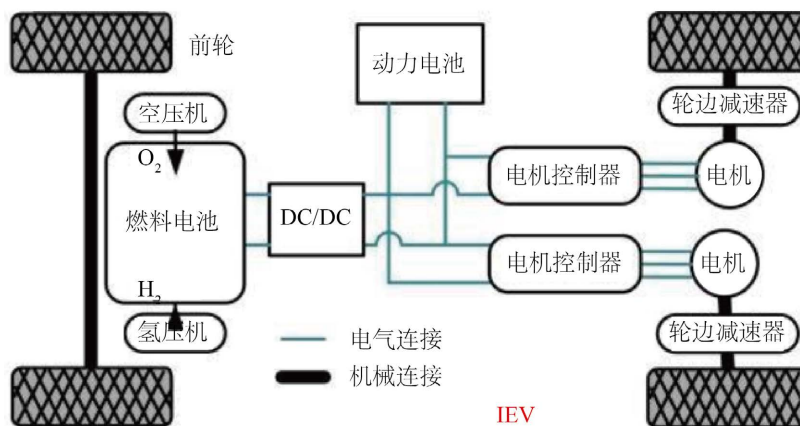 前轮
动力电池
空压机
轮边减速器
O₂
电机控制器
电机
燃料电池
DC/DC
电机控制器
电机
H₂
氢压机
轮边减速器
电气连接
机械连接
IEV